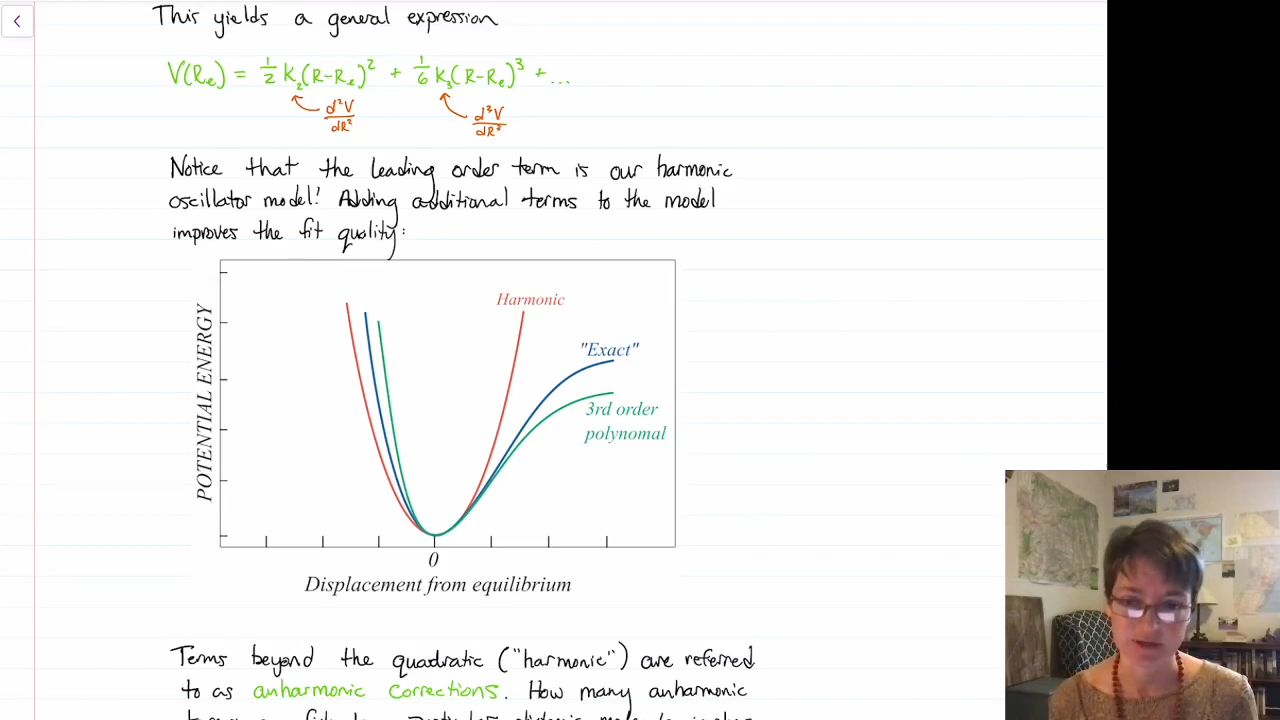 This yields a general expression
V(Re) = 1/2 k₂(R-Re)² + 1/6 k₃(R-Re)³ + ...
d²V/dR² d³V/dR³
Notice that the leading order term is our harmonic
oscillator model! Adding additional terms to the model
improves the fit quality:
Harmonic
"Exact"
3rd order
polynomal
POTENTIAL ENERGY
0
Displacement from equilibrium
Terms beyond the quadratic ("harmonic") are referred
to as anharmonic corrections. How many anharmonic